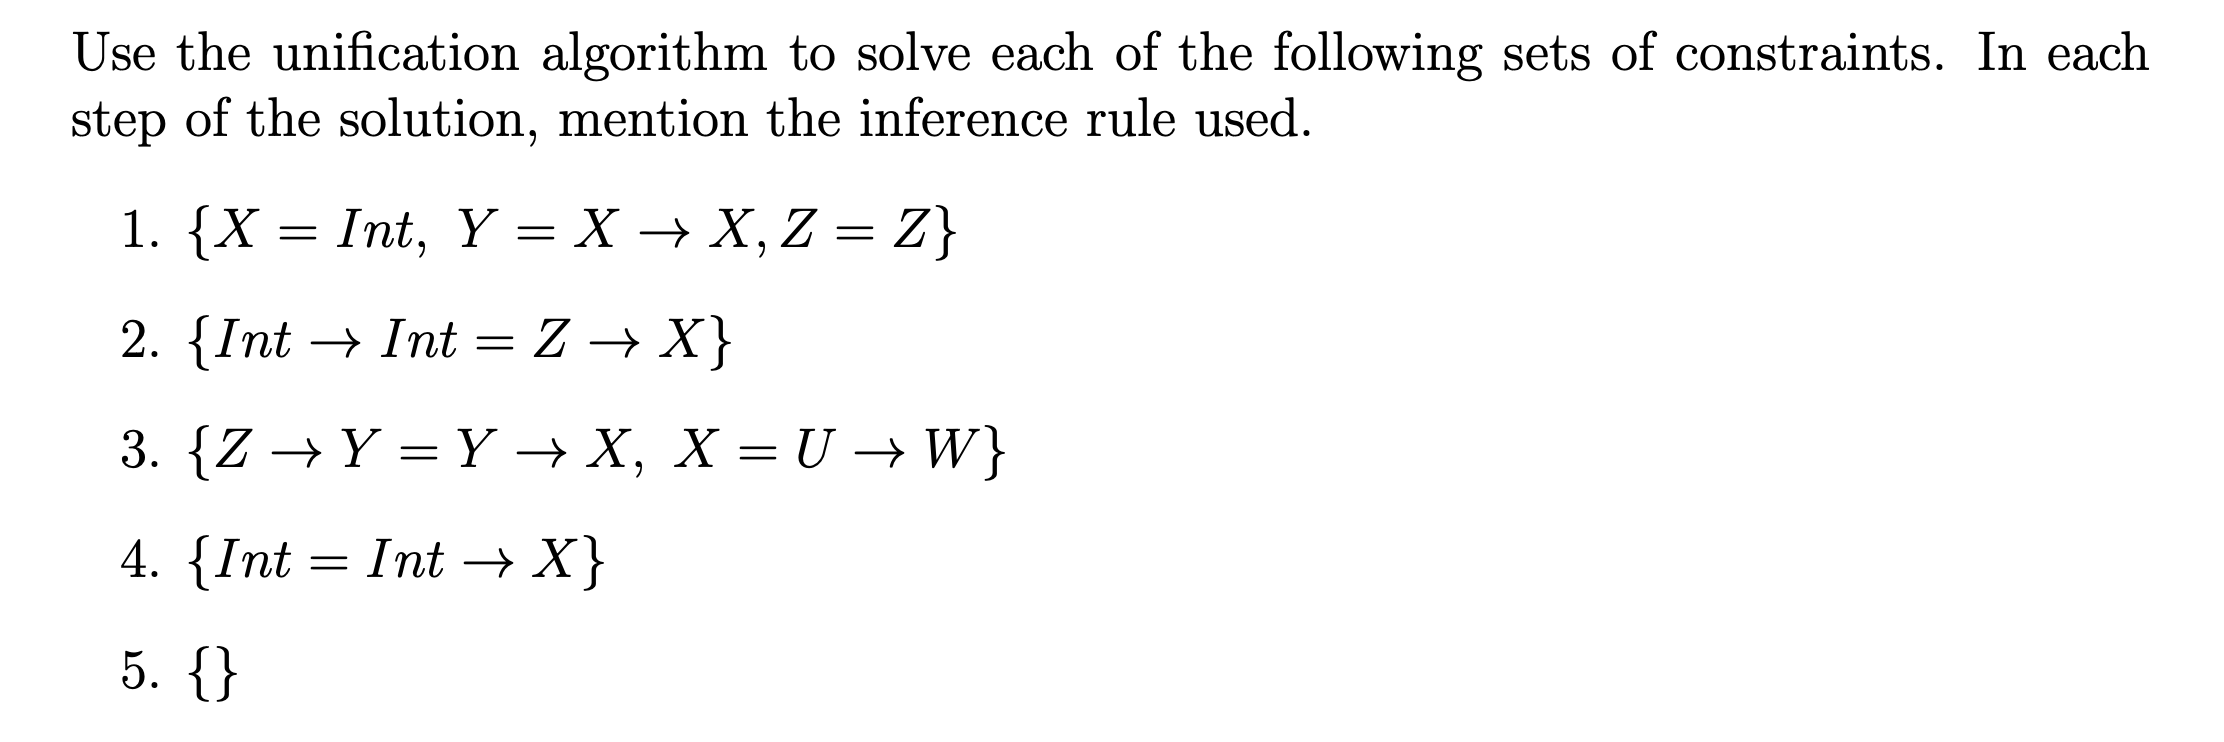 Use the unification algorithm to solve each of the following sets of constraints. In each
step of the solution, mention the inference rule used.
1. {X = Int, Y = X → X, Z = Z}
2. {Int → Int = Z → X}
3. {Z → Y = Y → X, X = U → W}
4. {Int = Int → X}
5. {}